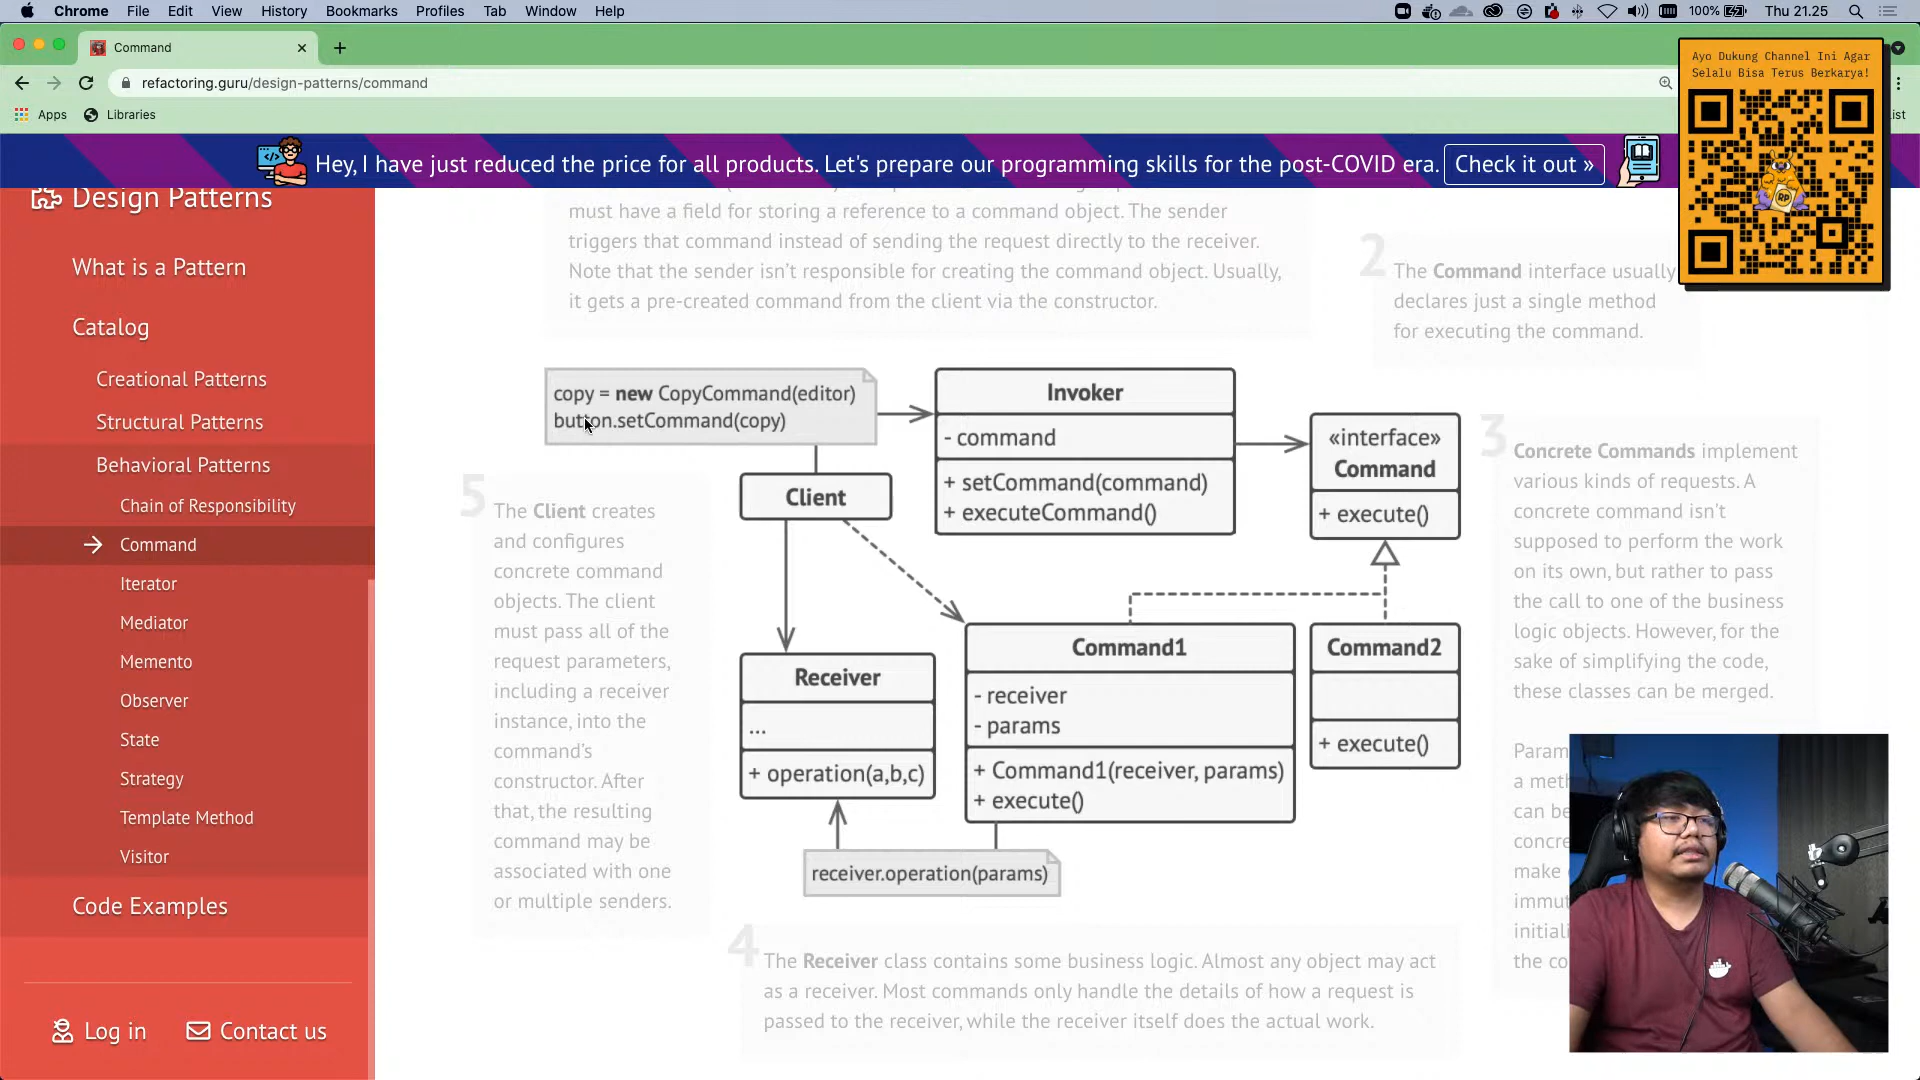 Chrome File Edit View History Bookmarks Profiles Tab Window Help
100% Thu 21.25
Command
refactoring.guru/design-patterns/command
Apps Libraries
Ayo Dukung Channel Ini Agar
Selalu Bisa Terus Berkarya!
RP
Hey, I have just reduced the price for all products. Let's prepare our programming skills for the post-COVID era. Check it out »
Design Patterns
What is a Pattern
Catalog
Creational Patterns
Structural Patterns
Behavioral Patterns
Chain of Responsibility
Command
Iterator
Mediator
Memento
Observer
State
Strategy
Template Method
Visitor
Code Examples
Log in Contact us
must have a field for storing a reference to a command object. The sender
triggers that command instead of sending the request directly to the receiver.
Note that the sender isn't responsible for creating the command object. Usually,
it gets a pre-created command from the client via the constructor.
2
The Command interface usually
declares just a single method
for executing the command.
copy = new CopyCommand(editor)
button.setCommand(copy)
Invoker
- command
+ setCommand(command)
+ executeCommand()
«interface»
Command
+ execute()
3
Concrete Commands implement
various kinds of requests. A
concrete command isn't
supposed to perform the work
on its own, but rather to pass
the call to one of the business
logic objects. However, for the
sake of simplifying the code,
these classes can be merged.
Client
5
The Client creates
and configures
concrete command
objects. The client
must pass all of the
request parameters,
including a receiver
instance, into the
command's
constructor. After
that, the resulting
command may be
associated with one
or multiple senders.
Receiver
...
+ operation(a,b,c)
Command1
- receiver
- params
+ Command1(receiver, params)
+ execute()
Command2
+ execute()
receiver.operation(params)
4
The Receiver class contains some business logic. Almost any object may act
as a receiver. Most commands only handle the details of how a request is
passed to the receiver, while the receiver itself does the actual work.
a
can be
make
the